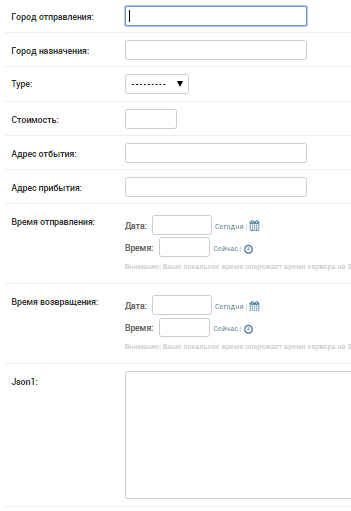 Город отправления:
Город назначения:
Type:
---------
Стоимость:
Адрес отбытия:
Адрес прибытия:
Время отправления:
Дата: Сегодня |
Время: Сейчас |
Внимание: Ваше локальное время опережает время сервера на 3
Время возвращения:
Дата: Сегодня |
Время: Сейчас |
Внимание: Ваше локальное время опережает время сервера на 3
Json1: